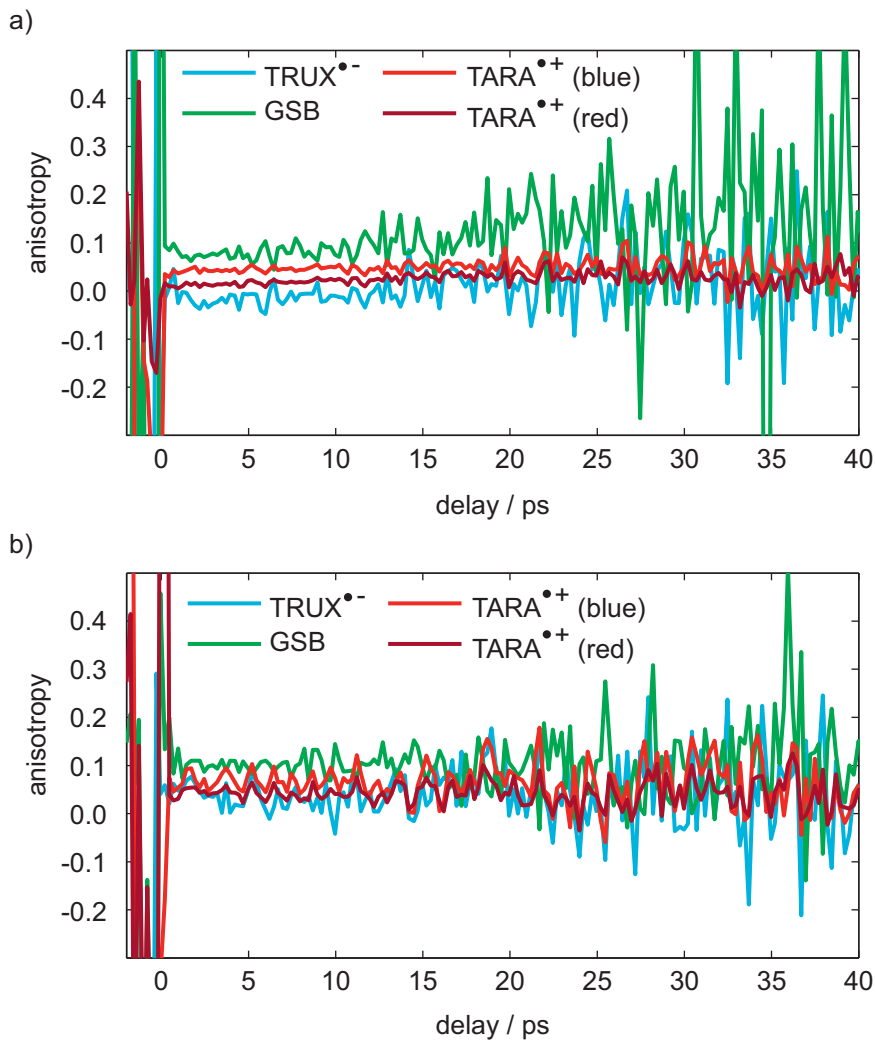 a)
TRUX•-
TARA•+ (blue)
GSB
TARA•+ (red)
0.4
0.3
0.2
0.1
0.0
-0.1
-0.2
anisotropy
0 5 10 15 20 25 30 35 40
delay / ps
b)
TRUX•-
TARA•+ (blue)
GSB
TARA•+ (red)
0.4
0.3
0.2
0.1
0.0
-0.1
-0.2
anisotropy
0 5 10 15 20 25 30 35 40
delay / ps